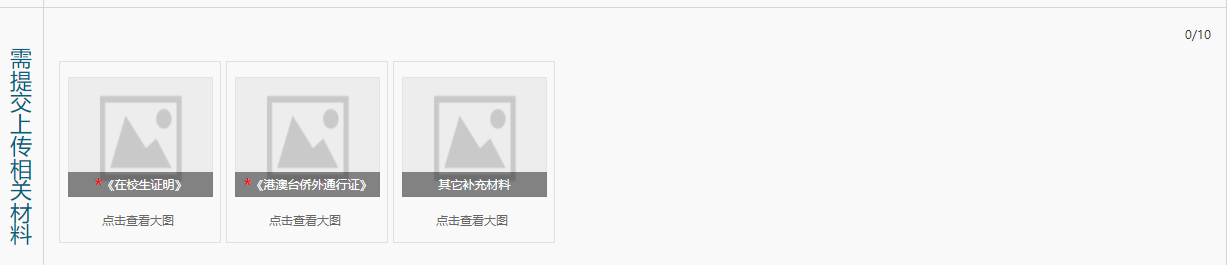 0/10
需提交上传相关材料
*《在校生证明》
*《港澳台侨外通行证》
其它补充材料
点击查看大图
点击查看大图
点击查看大图